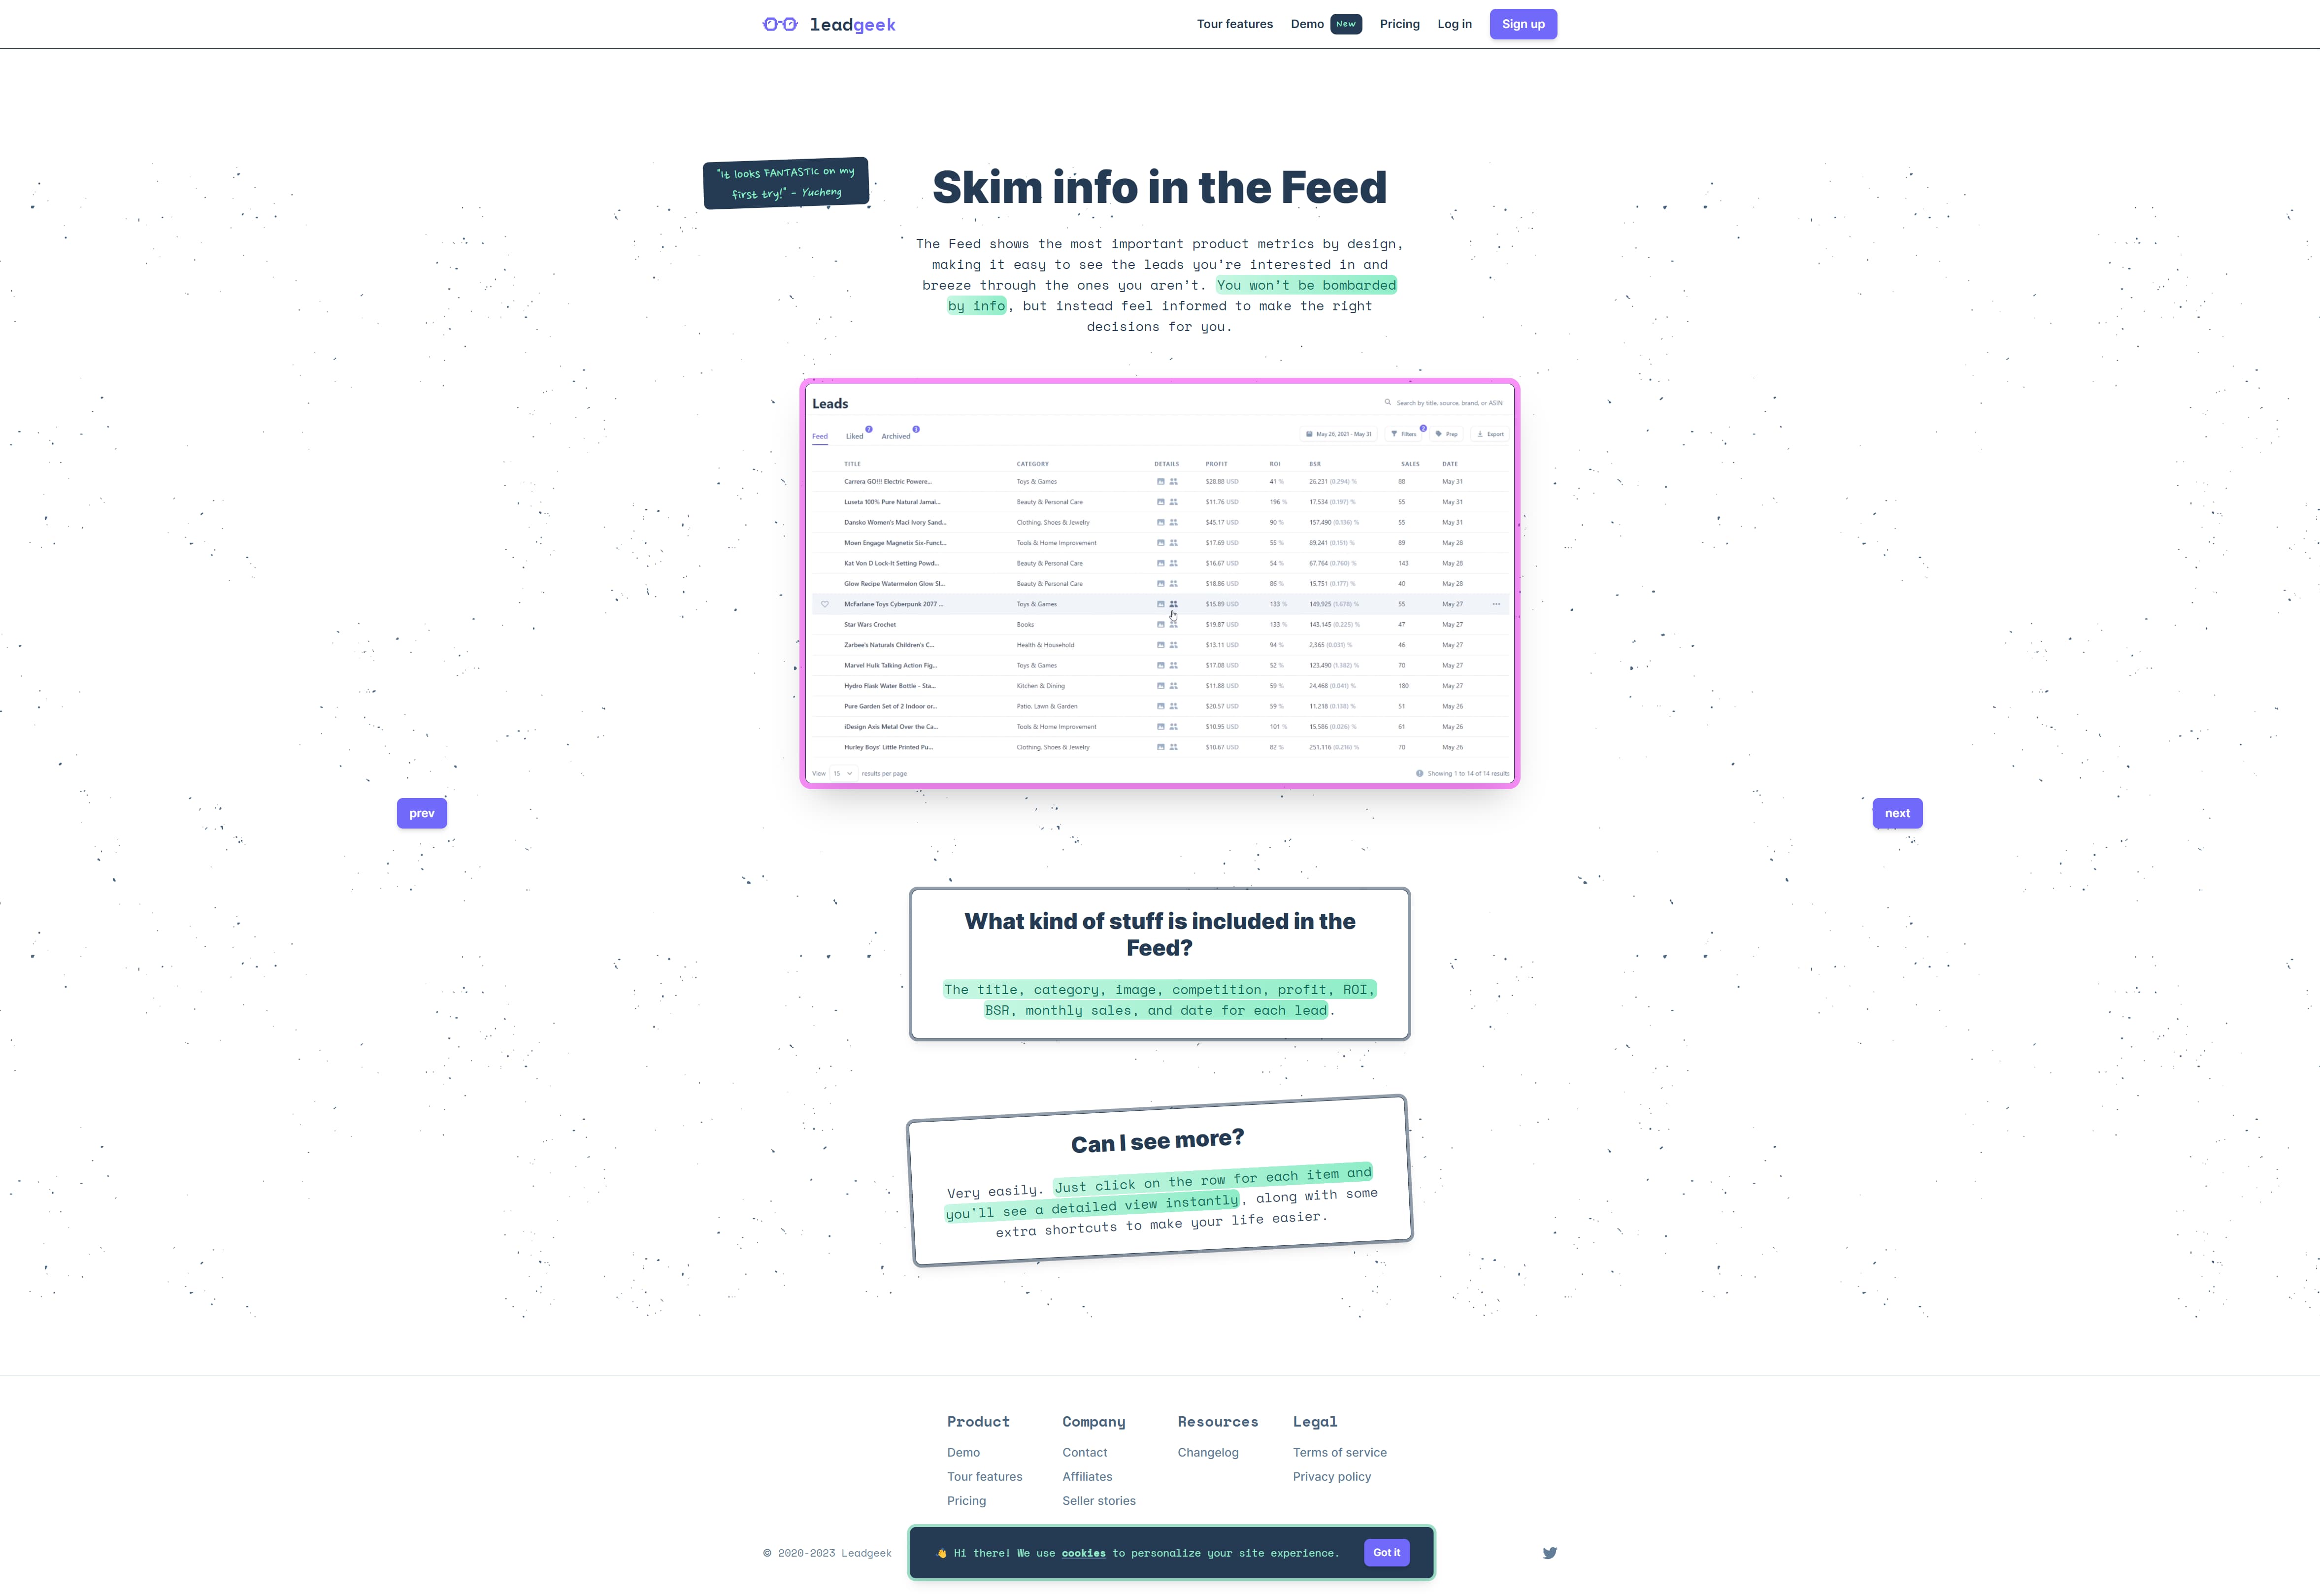 leadgeek
Tour features
Demo
New
Pricing
Log in
Sign up
"It looks FANTASTIC on my
first try!" - Yucheng
Skim info in the Feed
The Feed shows the most important product metrics by design,
making it easy to see the leads you're interested in and
breeze through the ones you aren't. You won't be bombarded
by info, but instead feel informed to make the right
decisions for you.
Leads
Search by title, source, brand, or ASIN
Feed
Liked
Archived
May 26, 2021 - May 31
Filters 2
Prep
Export
TITLE CATEGORY DETAILS PROFIT ROI BSR SALES DATE
Carrera GO!!! Electric Powere... Toys & Games $28.88 USD 41 % 26,231 (0.294) % 88 May 31
Luseta 100% Pure Natural Jamai... Beauty & Personal Care $11.76 USD 196 % 17,534 (0.197) % 55 May 31
Dansko Women's Maci Ivory Sand... Clothing, Shoes & Jewelry $45.17 USD 90 % 157,490 (0.136) % 55 May 31
Moen Engage Magnetix Six-Funct... Tools & Home Improvement $17.69 USD 55 % 89,241 (0.151) % 89 May 28
Kat Von D Lock-It Setting Powd... Beauty & Personal Care $16.67 USD 54 % 67,764 (0.760) % 143 May 28
Glow Recipe Watermelon Glow Sl... Beauty & Personal Care $18.86 USD 86 % 15,751 (0.177) % 40 May 28
McFarlane Toys Cyberpunk 2077 ... Toys & Games $15.89 USD 133 % 149,925 (1.678) % 55 May 27
Star Wars Crochet Books $19.87 USD 133 % 143,145 (0.225) % 47 May 27
Zarbee's Naturals Children's C... Health & Household $13.11 USD 94 % 2,365 (0.031) % 46 May 27
Marvel Hulk Talking Action Fig... Toys & Games $17.08 USD 52 % 123,490 (1.382) % 70 May 27
Hydro Flask Water Bottle - Sta... Kitchen & Dining $11.88 USD 59 % 24,468 (0.041) % 180 May 27
Pure Garden Set of 2 Indoor or... Patio, Lawn & Garden $20.57 USD 59 % 11,218 (0.138) % 51 May 26
iDesign Axis Metal Over the Ca... Tools & Home Improvement $10.95 USD 101 % 15,586 (0.026) % 61 May 26
Hurley Boys' Little Printed Pu... Clothing, Shoes & Jewelry $10.67 USD 82 % 251,116 (0.216) % 70 May 26
View 15 results per page
Showing 1 to 14 of 14 results
prev
next
What kind of stuff is included in the
Feed?
The title, category, image, competition, profit, ROI,
BSR, monthly sales, and date for each lead.
Can I see more?
Very easily. Just click on the row for each item and
you'll see a detailed view instantly, along with some
extra shortcuts to make your life easier.
Product
Demo
Tour features
Pricing
Company
Contact
Affiliates
Seller stories
Resources
Changelog
Legal
Terms of service
Privacy policy
© 2020-2023 Leadgeek
👋 Hi there! We use cookies to personalize your site experience.
Got it